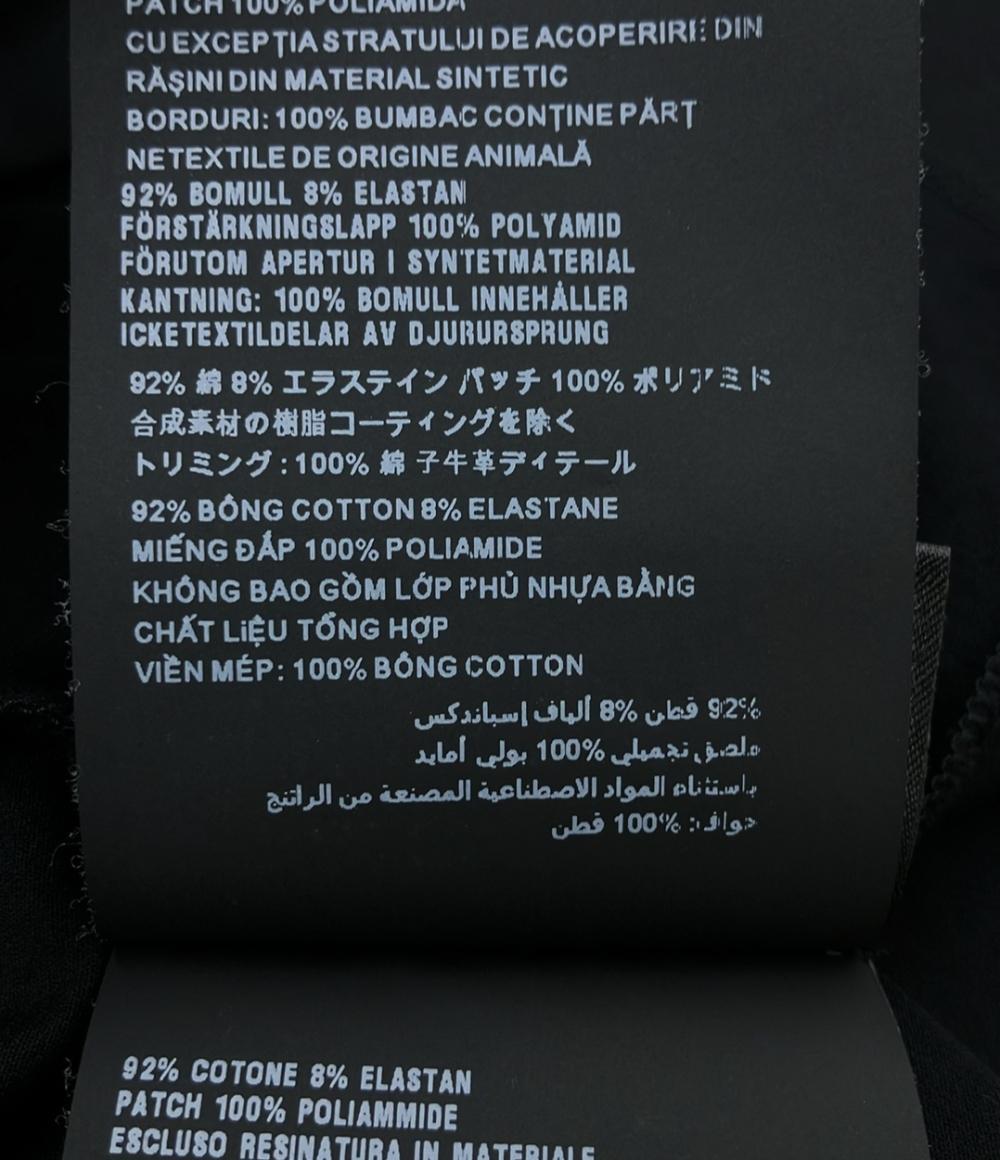 PATCH 100% POLIAMIDĂ
CU EXCEPȚIA STRATULUI DE ACOPERIRE DIN
RĂȘINI DIN MATERIAL SINTETIC
BORDURI: 100% BUMBAC CONȚINE PĂRȚ
NETEXTILE DE ORIGINE ANIMALĂ
92% BOMULL 8% ELASTAN
FÖRSTÄRKNINGSLAPP 100% POLYAMID
FÖRUTOM APERTUR I SYNTETMATERIAL
KANTNING: 100% BOMULL INNEHÅLLER
ICKETEXTILDELAR AV DJURURSPRUNG
92% 綿 8% エラステイン パッチ 100% ポリアミド
合成素材の樹脂コーティングを除く
トリミング : 100% 綿 子牛革ディテール
92% BÔNG COTTON 8% ELASTANE
MIẾNG ĐẮP 100% POLIAMIDE
KHÔNG BAO GỒM LỚP PHỦ NHỰA BẰNG
CHẤT LiỆU TỔNG HỢP
VIỀN MÉP: 100% BÔNG COTTON
92% قطن 8% ألياف إسباندكس
ملصق تجميلي 100% بولي أمايد
باستثناء المواد الاصطناعية المصنعة من الراتنج
حواف: 100% قطن
92% COTONE 8% ELASTAN
PATCH 100% POLIAMMIDE
ESCLUSO RESINATURA IN MATERIALE